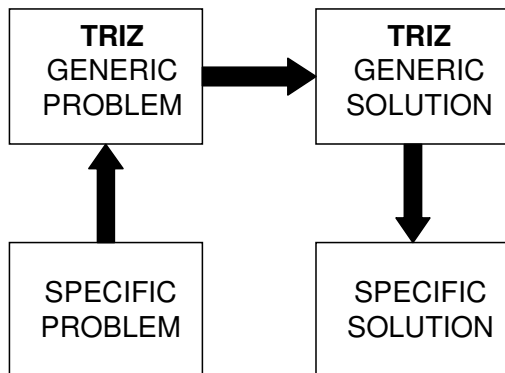 TRIZ
GENERIC
PROBLEM
TRIZ
GENERIC
SOLUTION
SPECIFIC
PROBLEM
SPECIFIC
SOLUTION